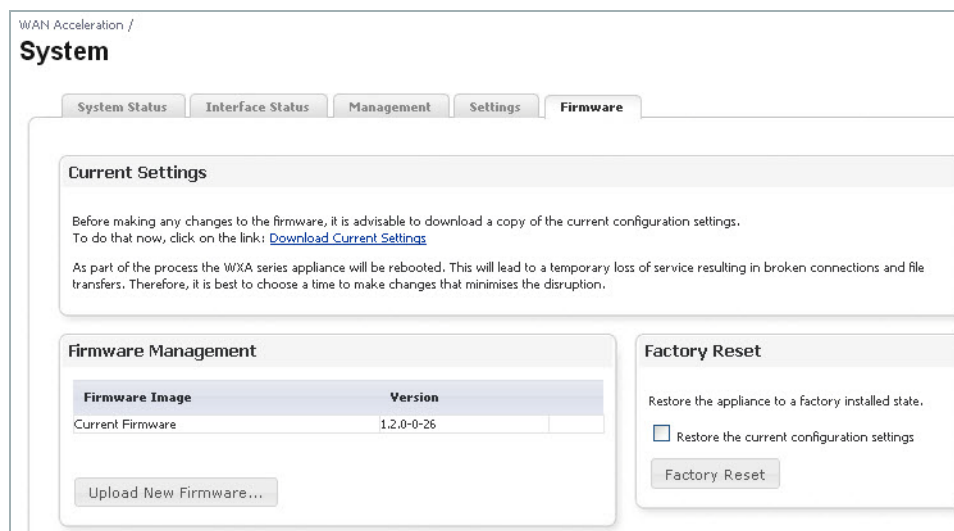 WAN Acceleration /
System
System Status
Interface Status
Management
Settings
Firmware
Current Settings
Before making any changes to the firmware, it is advisable to download a copy of the current configuration settings.
To do that now, click on the link: Download Current Settings
As part of the process the WXA series appliance will be rebooted. This will lead to a temporary loss of service resulting in broken connections and file
transfers. Therefore, it is best to choose a time to make changes that minimises the disruption.
Firmware Management
Firmware Image Version
Current Firmware 1.2.0-0-26
Upload New Firmware...
Factory Reset
Restore the appliance to a factory installed state.
Restore the current configuration settings
Factory Reset